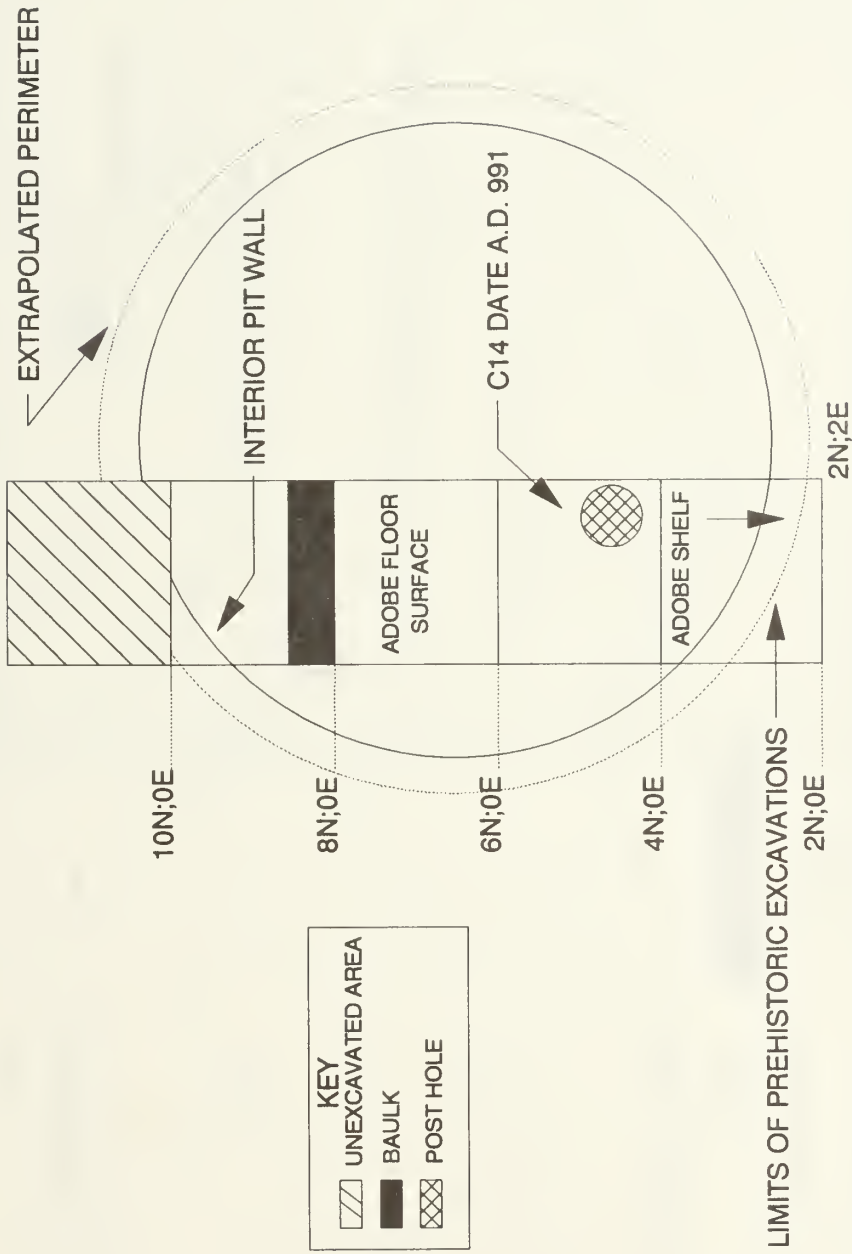 EXTRAPOLATED PERIMETER
INTERIOR PIT WALL
C14 DATE A.D. 991
ADOBE FLOOR
SURFACE
ADOBE SHELF
2N;2E
10N;0E
8N;0E
6N;0E
4N;0E
2N;0E
LIMITS OF PREHISTORIC EXCAVATIONS
KEY
UNEXCAVATED AREA
BAULK
POST HOLE